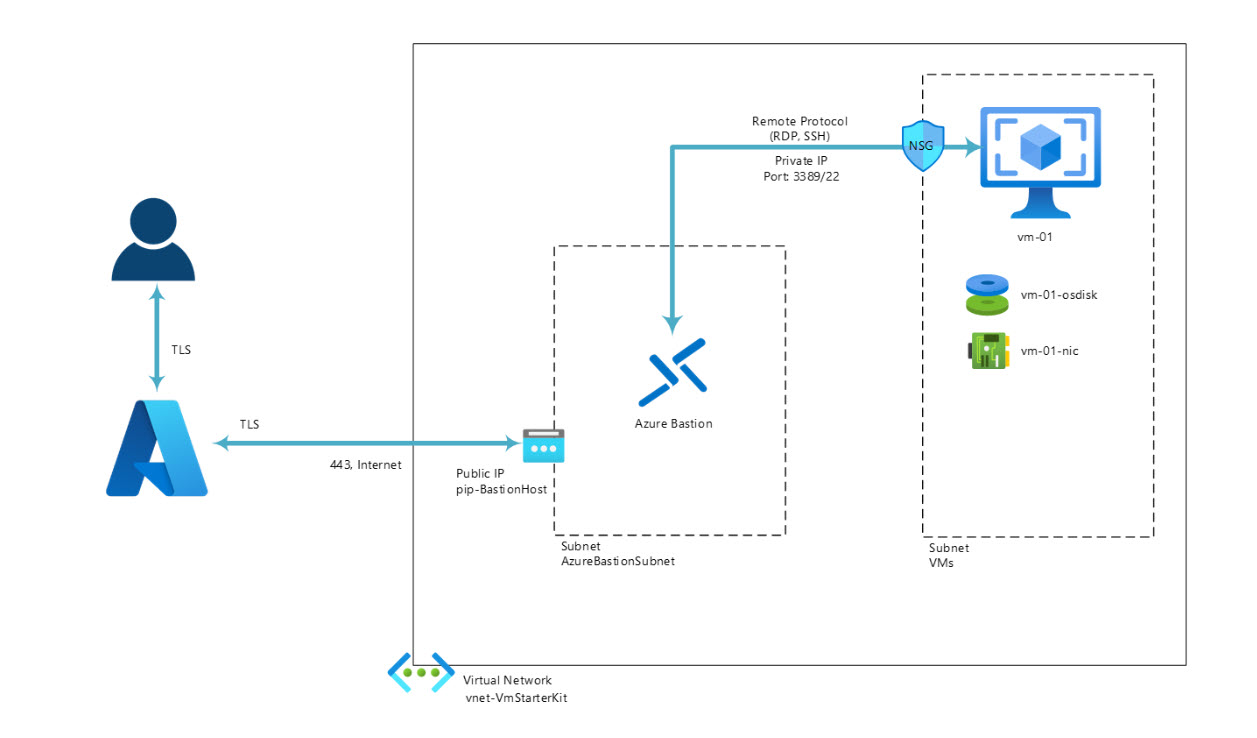 Remote Protocol
(RDP, SSH)
NSG
Private IP
Port: 3389/22
vm-01
vm-01-osdisk
vm-01-nic
TLS
TLS
443, Internet
Azure Bastion
Public IP
pip-BastionHost
Subnet
AzureBastionSubnet
Subnet
VMs
Virtual Network
vnet-VmStarterKit